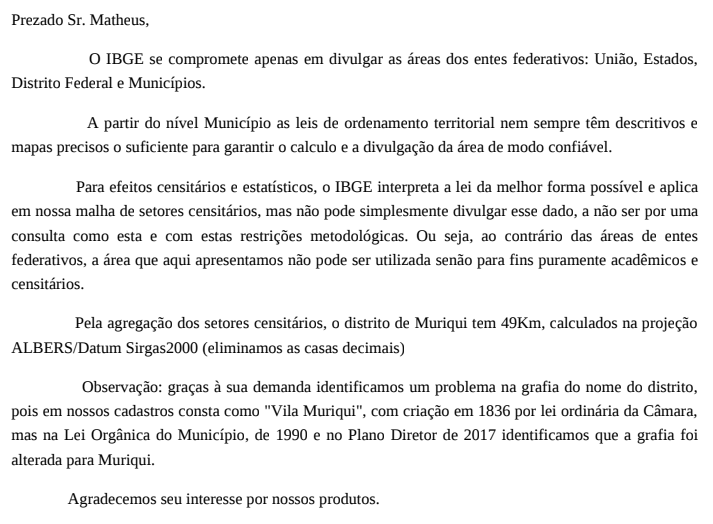 Prezado Sr. Matheus,
O IBGE se compromete apenas em divulgar as áreas dos entes federativos: União, Estados,
Distrito Federal e Municípios.
A partir do nível Município as leis de ordenamento territorial nem sempre têm descritivos e
mapas precisos o suficiente para garantir o calculo e a divulgação da área de modo confiável.
Para efeitos censitários e estatísticos, o IBGE interpreta a lei da melhor forma possível e aplica
em nossa malha de setores censitários, mas não pode simplesmente divulgar esse dado, a não ser por uma
consulta como esta e com estas restrições metodológicas. Ou seja, ao contrário das áreas de entes
federativos, a área que aqui apresentamos não pode ser utilizada senão para fins puramente acadêmicos e
censitários.
Pela agregação dos setores censitários, o distrito de Muriqui tem 49Km, calculados na projeção
ALBERS/Datum Sirgas2000 (eliminamos as casas decimais)
Observação: graças à sua demanda identificamos um problema na grafia do nome do distrito,
pois em nossos cadastros consta como "Vila Muriqui", com criação em 1836 por lei ordinária da Câmara,
mas na Lei Orgânica do Município, de 1990 e no Plano Diretor de 2017 identificamos que a grafia foi
alterada para Muriqui.
Agradecemos seu interesse por nossos produtos.